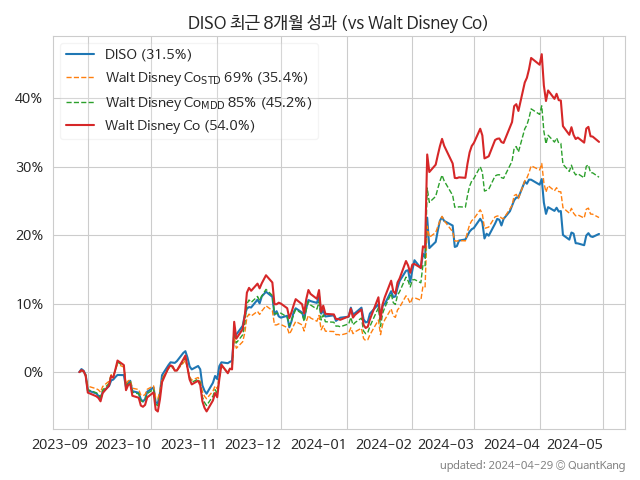 DISO 최근 8개월 성과 (vs Walt Disney Co)
DISO (31.5%)
Walt Disney CoSTD 69% (35.4%)
Walt Disney CoMDD 85% (45.2%)
Walt Disney Co (54.0%)
40%
30%
20%
10%
0%
2023-09 2023-10 2023-11 2023-12 2024-01 2024-02 2024-03 2024-04 2024-05
updated: 2024-04-29 ⓒ QuantKang